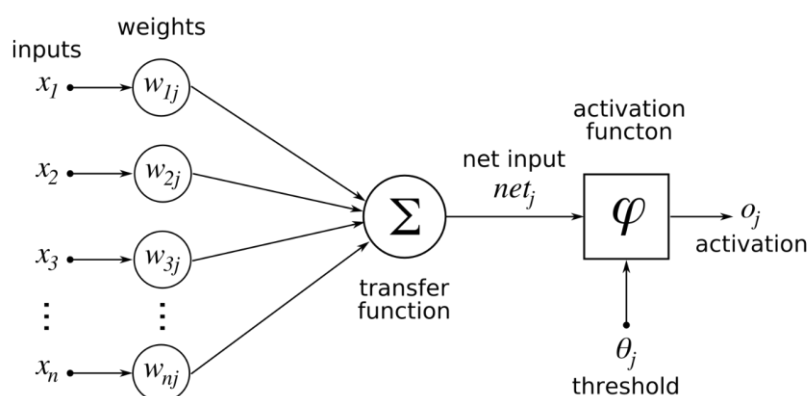 inputs
weights
x1
w1j
x2
w2j
x3
w3j
⋮
⋮
xn
wnj
Σ
transfer
function
net input
netj
activation
functon
φ
oj
activation
θj
threshold